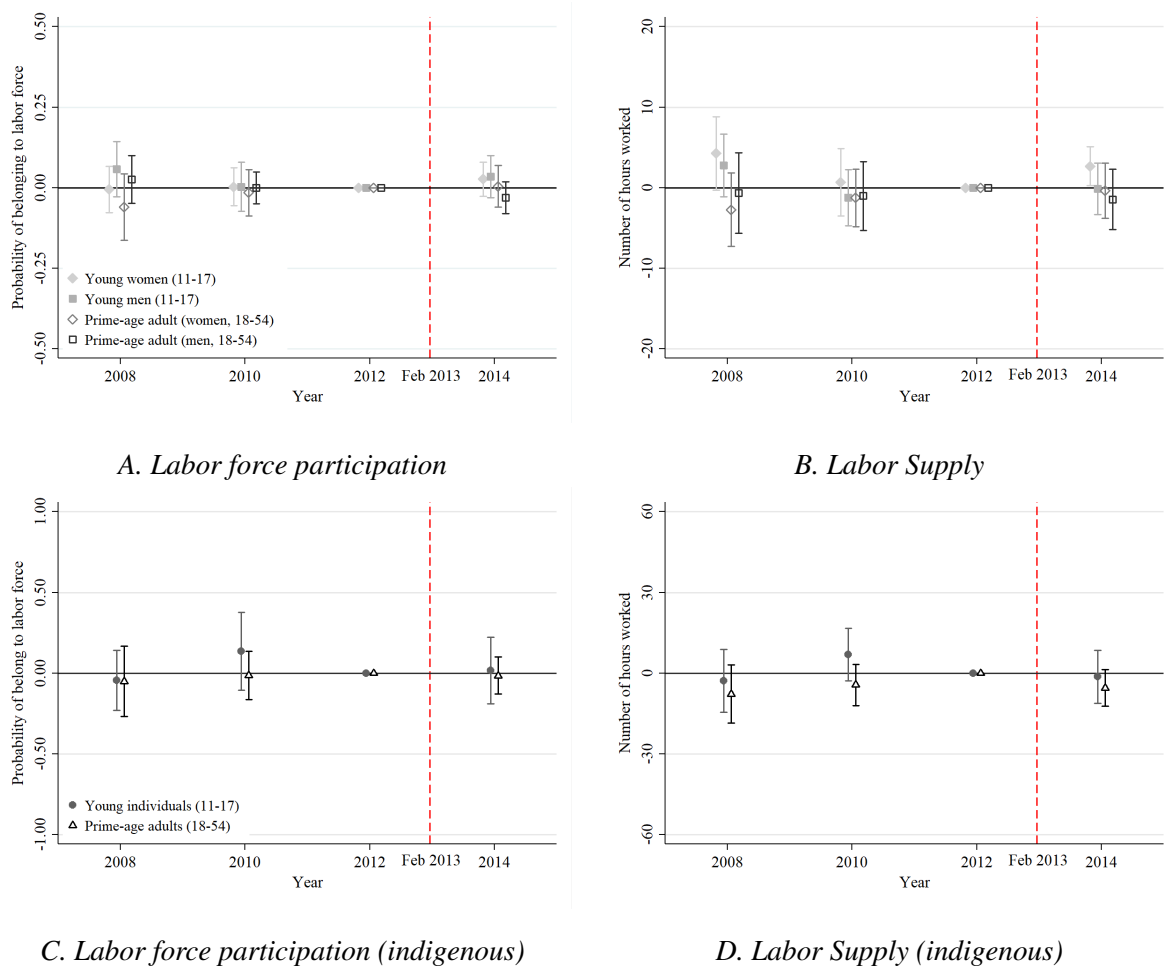 Probability of belonging to labor force
0.50
0.25
0.00
-0.25
-0.50
Young women (11-17)
Young men (11-17)
Prime-age adult (women, 18-54)
Prime-age adult (men, 18-54)
2008 2010 2012 Feb 2013 2014
Year
A. Labor force participation
Number of hours worked
20
10
0
-10
-20
2008 2010 2012 Feb 2013 2014
Year
B. Labor Supply
Probability of belong to labor force
1.00
0.50
0.00
-0.50
-1.00
Young individuals (11-17)
Prime-age adults (18-54)
2008 2010 2012 Feb 2013 2014
Year
C. Labor force participation (indigenous)
Number of hours worked
60
30
0
-30
-60
2008 2010 2012 Feb 2013 2014
Year
D. Labor Supply (indigenous)